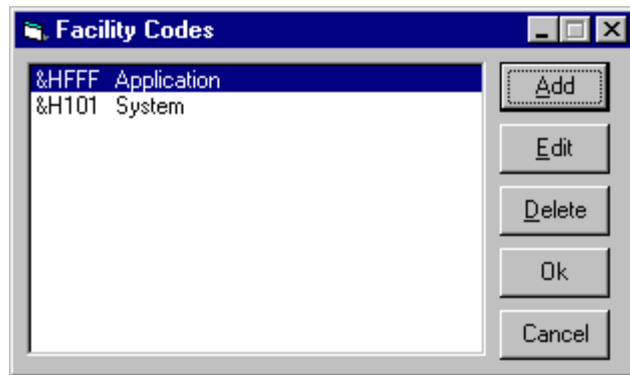 Facility Codes
&HFFF Application
&H101 System
Add
Edit
Delete
Ok
Cancel